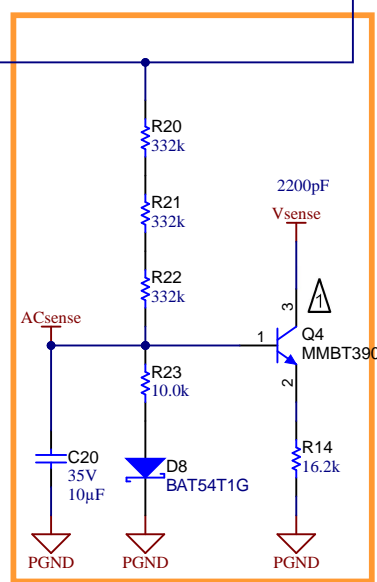 R20
332k
R21
332k
2200pF
Vsense
R22
332k
1
3
ACsense
1
Q4
MMBT390
2
R23
10.0k
C20
35V
10µF
D8
BAT54T1G
R14
16.2k
PGND
PGND
PGND